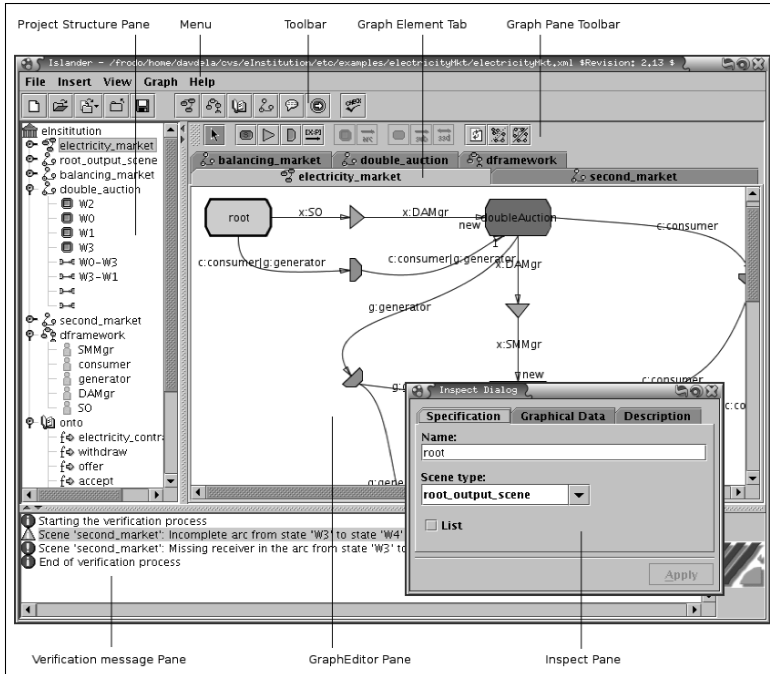 Project Structure Pane
Menu
Toolbar
Graph Element Tab
Graph Pane Toolbar
Islander - /frodo/home/davdela/cvs/eInstitution/etc/examples/electricityMkt/electricityMkt.xml $Revision: 2.13 $
File Insert View Graph Help
eInsititution
electricity_market
root_output_scene
balancing_market
double_auction
W2
W0
W1
W3
W0-W3
W3-W1
second_market
dframework
SMMgr
consumer
generator
DAMgr
SO
onto
electricity_contra
withdraw
offer
accept
balancing_market
double_auction
dframework
electricity_market
second_market
root
x:SO
x:DAMgr
new
doubleAuction
1
c:consumer
c:consumer|g:generator
c:consumer|g:generator
x:DAMgr
g:generator
x:SMMgr
new
c:consumer
c:co
g:gener
Inspect Dialog
Specification
Graphical Data
Description
Name:
root
Scene type:
root_output_scene
List
Apply
Starting the verification process
Scene 'second_market': Incomplete arc from state 'W3' to state 'W4'
Scene 'second_market': Missing receiver in the arc from state 'W3' to
End of verification process
Verification message Pane
GraphEditor Pane
Inspect Pane